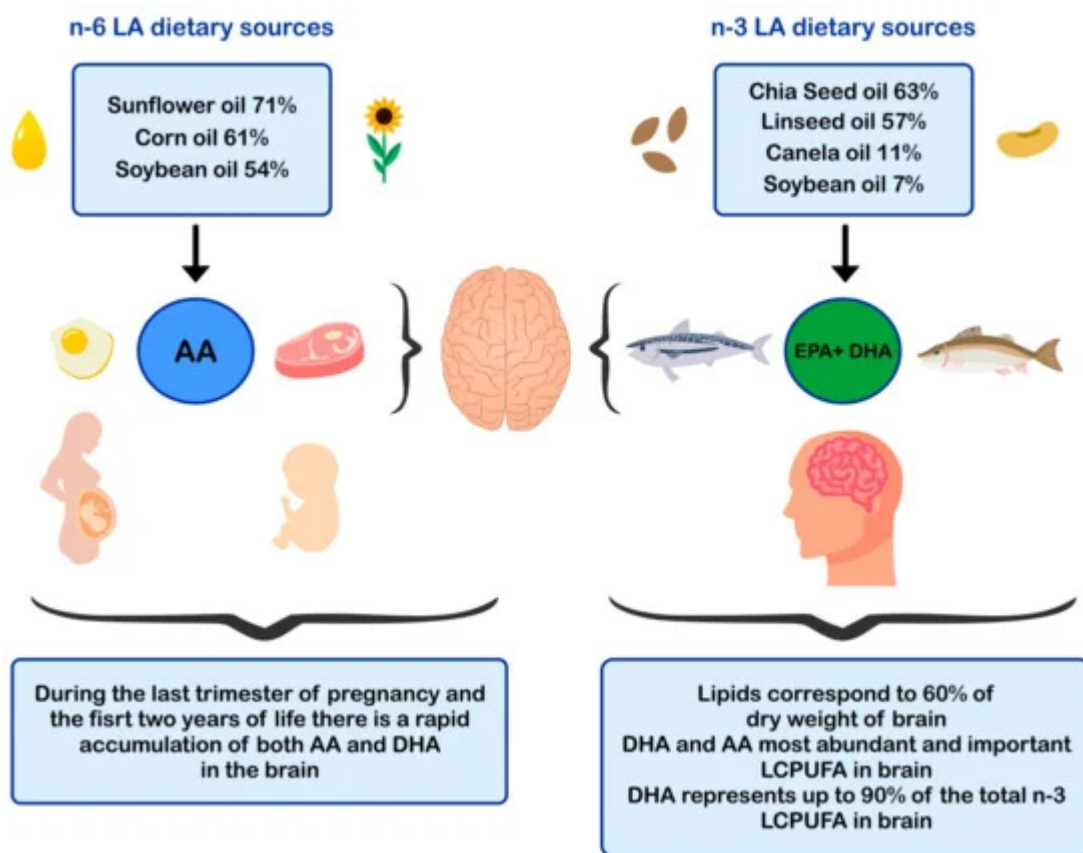 n-6 LA dietary sources
Sunflower oil 71%
Corn oil 61%
Soybean oil 54%
n-3 LA dietary sources
Chia Seed oil 63%
Linseed oil 57%
Canela oil 11%
Soybean oil 7%
AA
EPA+ DHA
During the last trimester of pregnancy and
the fisrt two years of life there is a rapid
accumulation of both AA and DHA
in the brain
Lipids correspond to 60% of
dry weight of brain
DHA and AA most abundant and important
LCPUFA in brain
DHA represents up to 90% of the total n-3
LCPUFA in brain